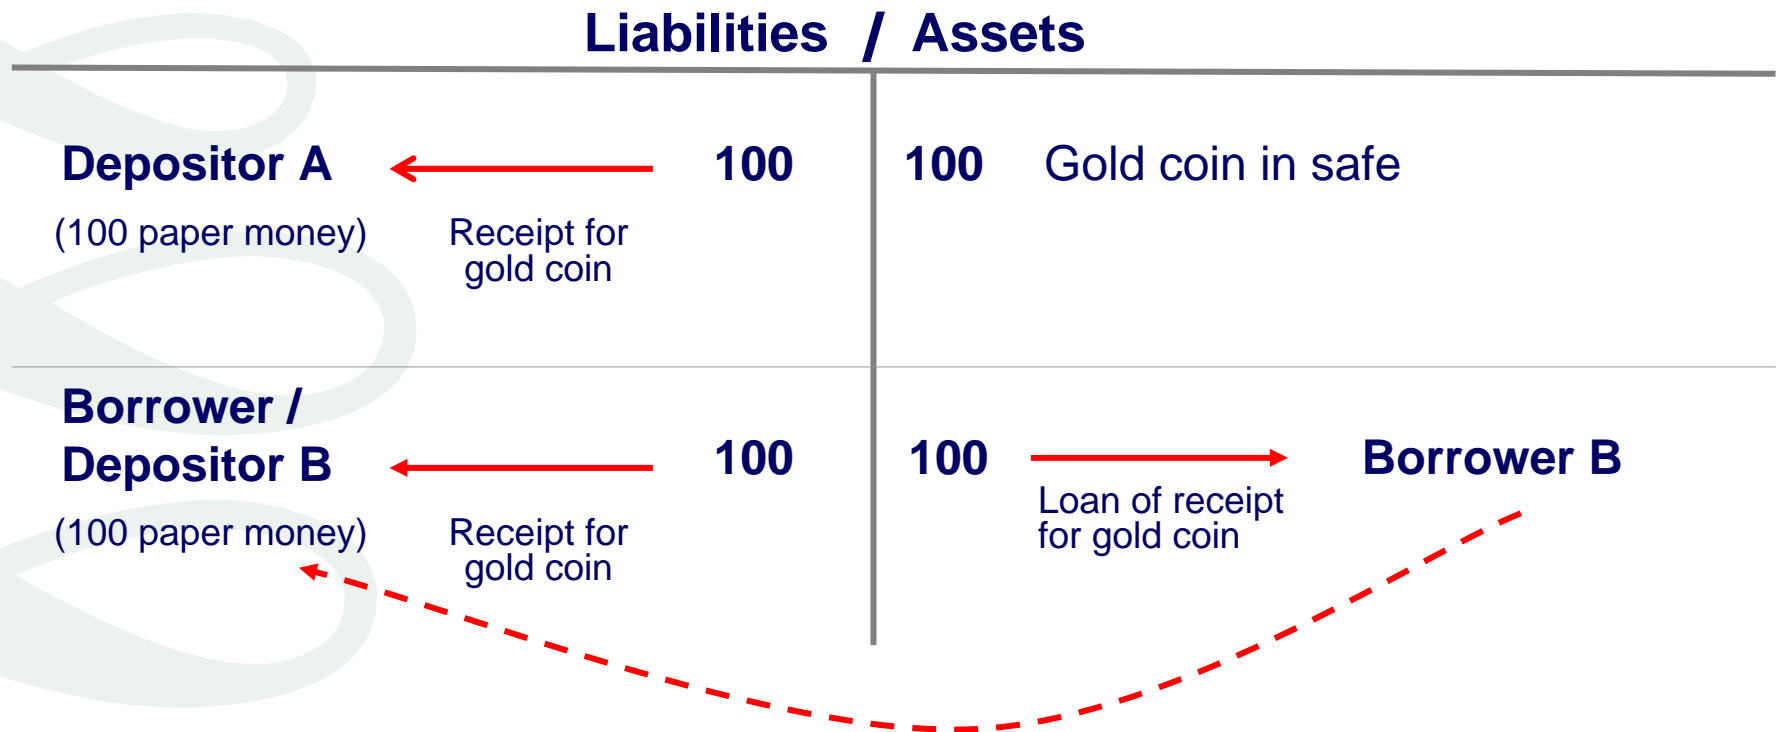 Liabilities / Assets
Depositor A 100 100 Gold coin in safe
(100 paper money) Receipt for
gold coin
Borrower /
Depositor B 100 100 Borrower B
Loan of receipt
(100 paper money) Receipt for for gold coin
gold coin